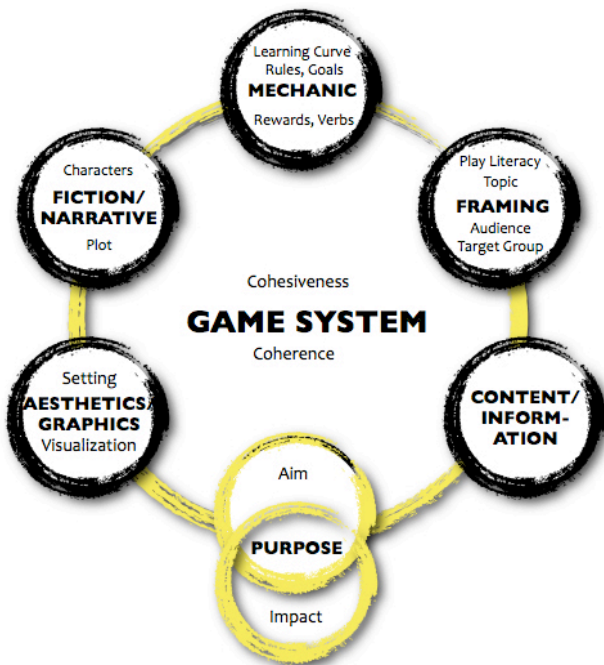 Learning Curve
Rules, Goals
MECHANIC
Rewards, Verbs
Characters
FICTION/
NARRATIVE
Plot
Play Literacy
Topic
FRAMING
Audience
Target Group
Cohesiveness
GAME SYSTEM
Coherence
Setting
AESTHETICS/
GRAPHICS
Visualization
CONTENT/
INFORM-
ATION
Aim
PURPOSE
Impact